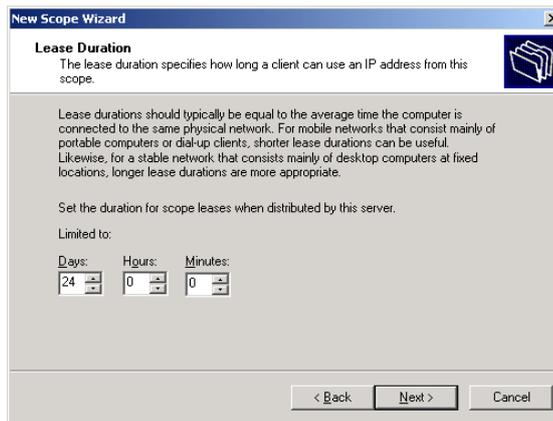 New Scope Wizard
Lease Duration
The lease duration specifies how long a client can use an IP address from this
scope.
Lease durations should typically be equal to the average time the computer is
connected to the same physical network. For mobile networks that consist mainly of
portable computers or dial-up clients, shorter lease durations can be useful.
Likewise, for a stable network that consists mainly of desktop computers at fixed
locations, longer lease durations are more appropriate.
Set the duration for scope leases when distributed by this server.
Limited to:
Days: Hours: Minutes:
24 0 0
< Back Next > Cancel